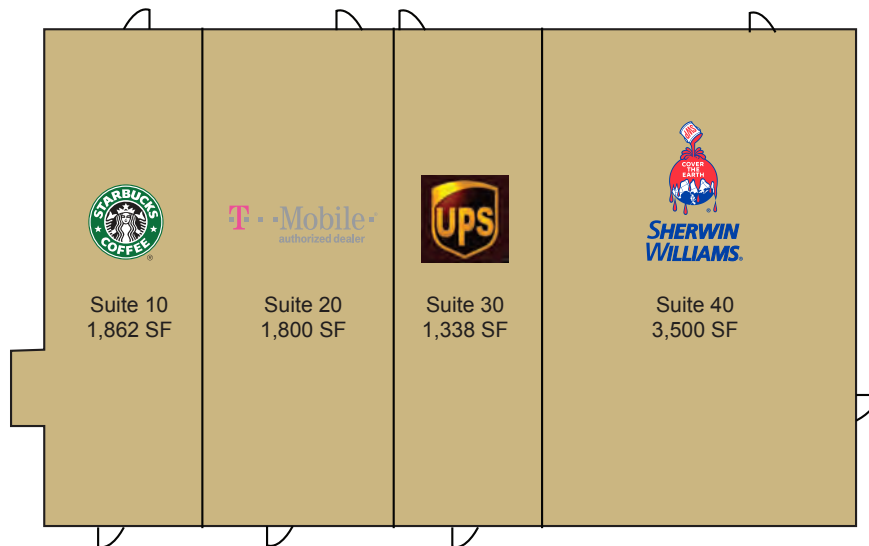 STARBUCKS
COFFEE
®
Suite 10
1,862 SF
T··Mobile·®
authorized dealer
Suite 20
1,800 SF
UPS
Suite 30
1,338 SF
SWP
COVER
THE
EARTH
®
SHERWIN
WILLIAMS.
Suite 40
3,500 SF